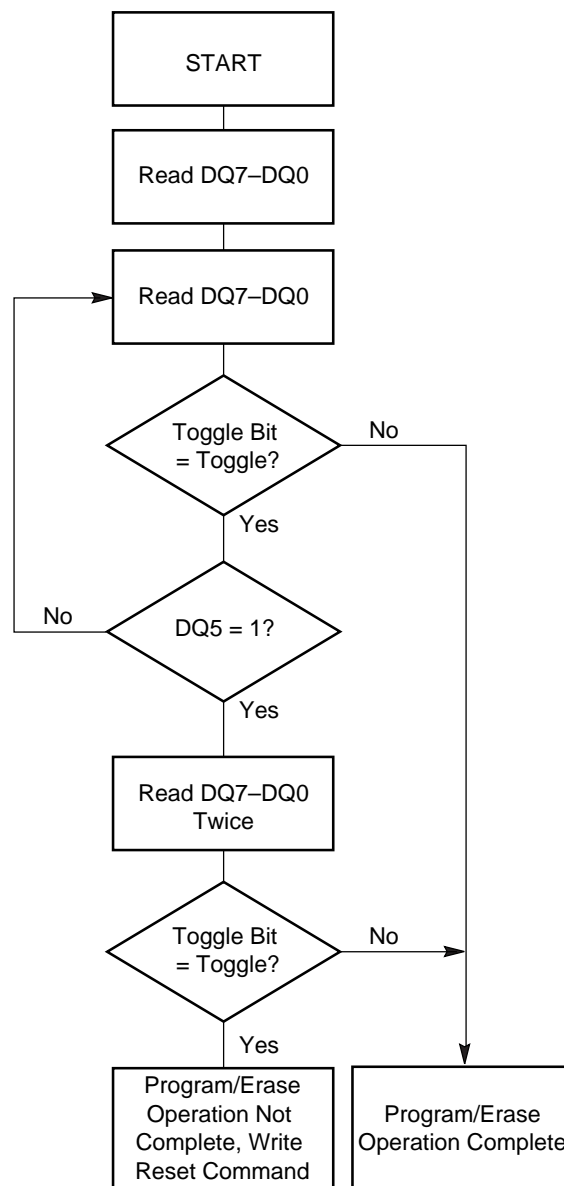 START
Read DQ7–DQ0
Read DQ7–DQ0
Toggle Bit
= Toggle?
No
Yes
No
DQ5 = 1?
Yes
Read DQ7–DQ0
Twice
Toggle Bit
= Toggle?
No
Yes
Program/Erase
Operation Not
Complete, Write
Reset Command
Program/Erase
Operation Complete